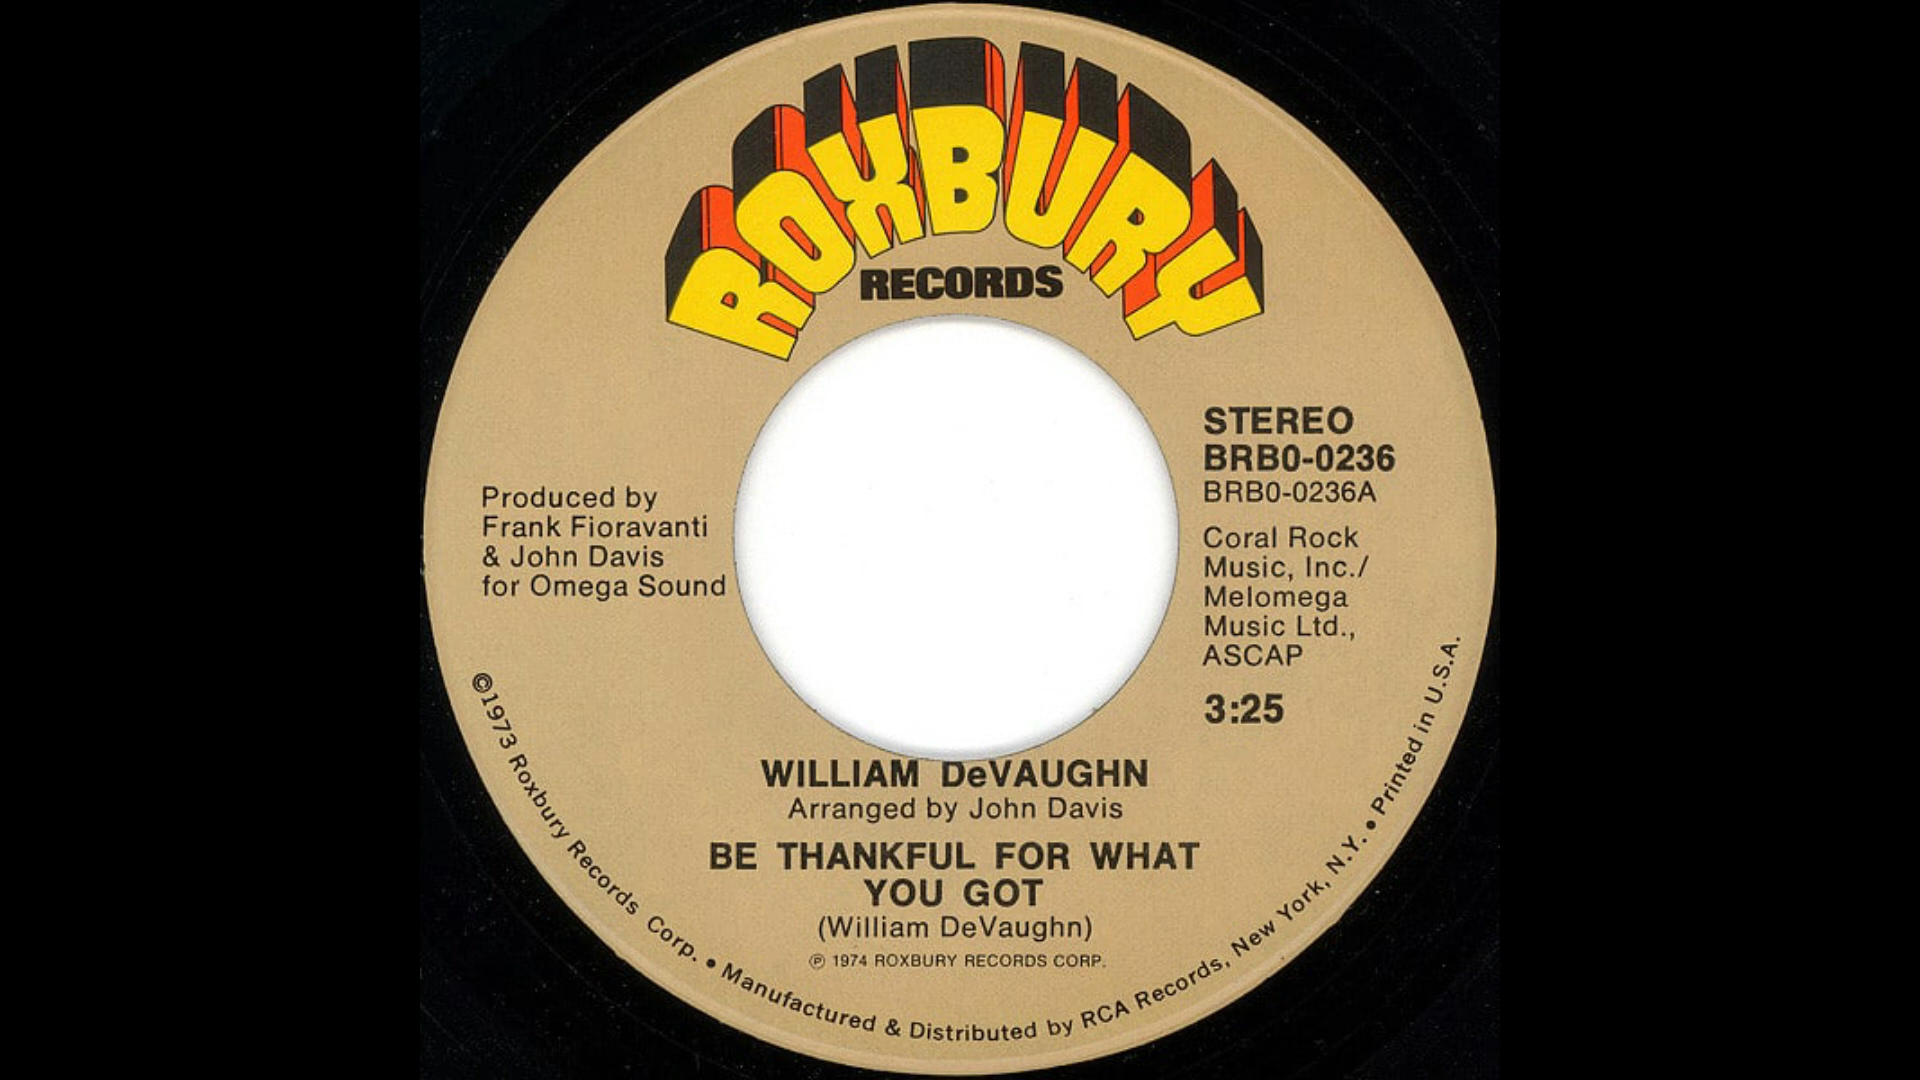 ROXBURY
RECORDS
STEREO
BRB0-0236
BRB0-0236A
Produced by
Frank Fioravanti
& John Davis
for Omega Sound
Coral Rock
Music, Inc./
Melomega
Music Ltd.,
ASCAP
3:25
WILLIAM DeVAUGHN
Arranged by John Davis
BE THANKFUL FOR WHAT
YOU GOT
(William DeVaughn)
℗ 1974 ROXBURY RECORDS CORP.
©1973 Roxbury Records Corp. • Manufactured & Distributed by RCA Records, New York, N.Y. • Printed in U.S.A.